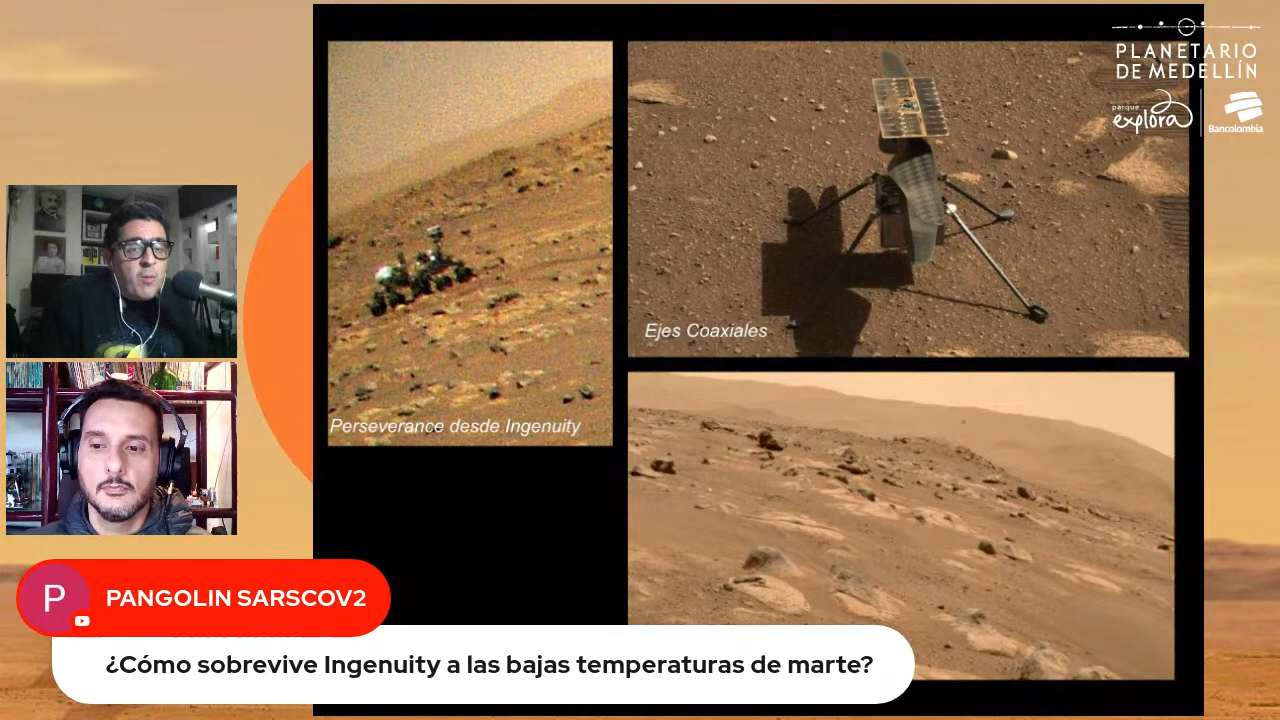 PLANETARIO
DE MEDELLÍN
parque
explora
Bancolombia
Perseverance desde Ingenuity
Ejes Coaxiales
P
PANGOLIN SARSCOV2
¿Cómo sobrevive Ingenuity a las bajas temperaturas de marte?